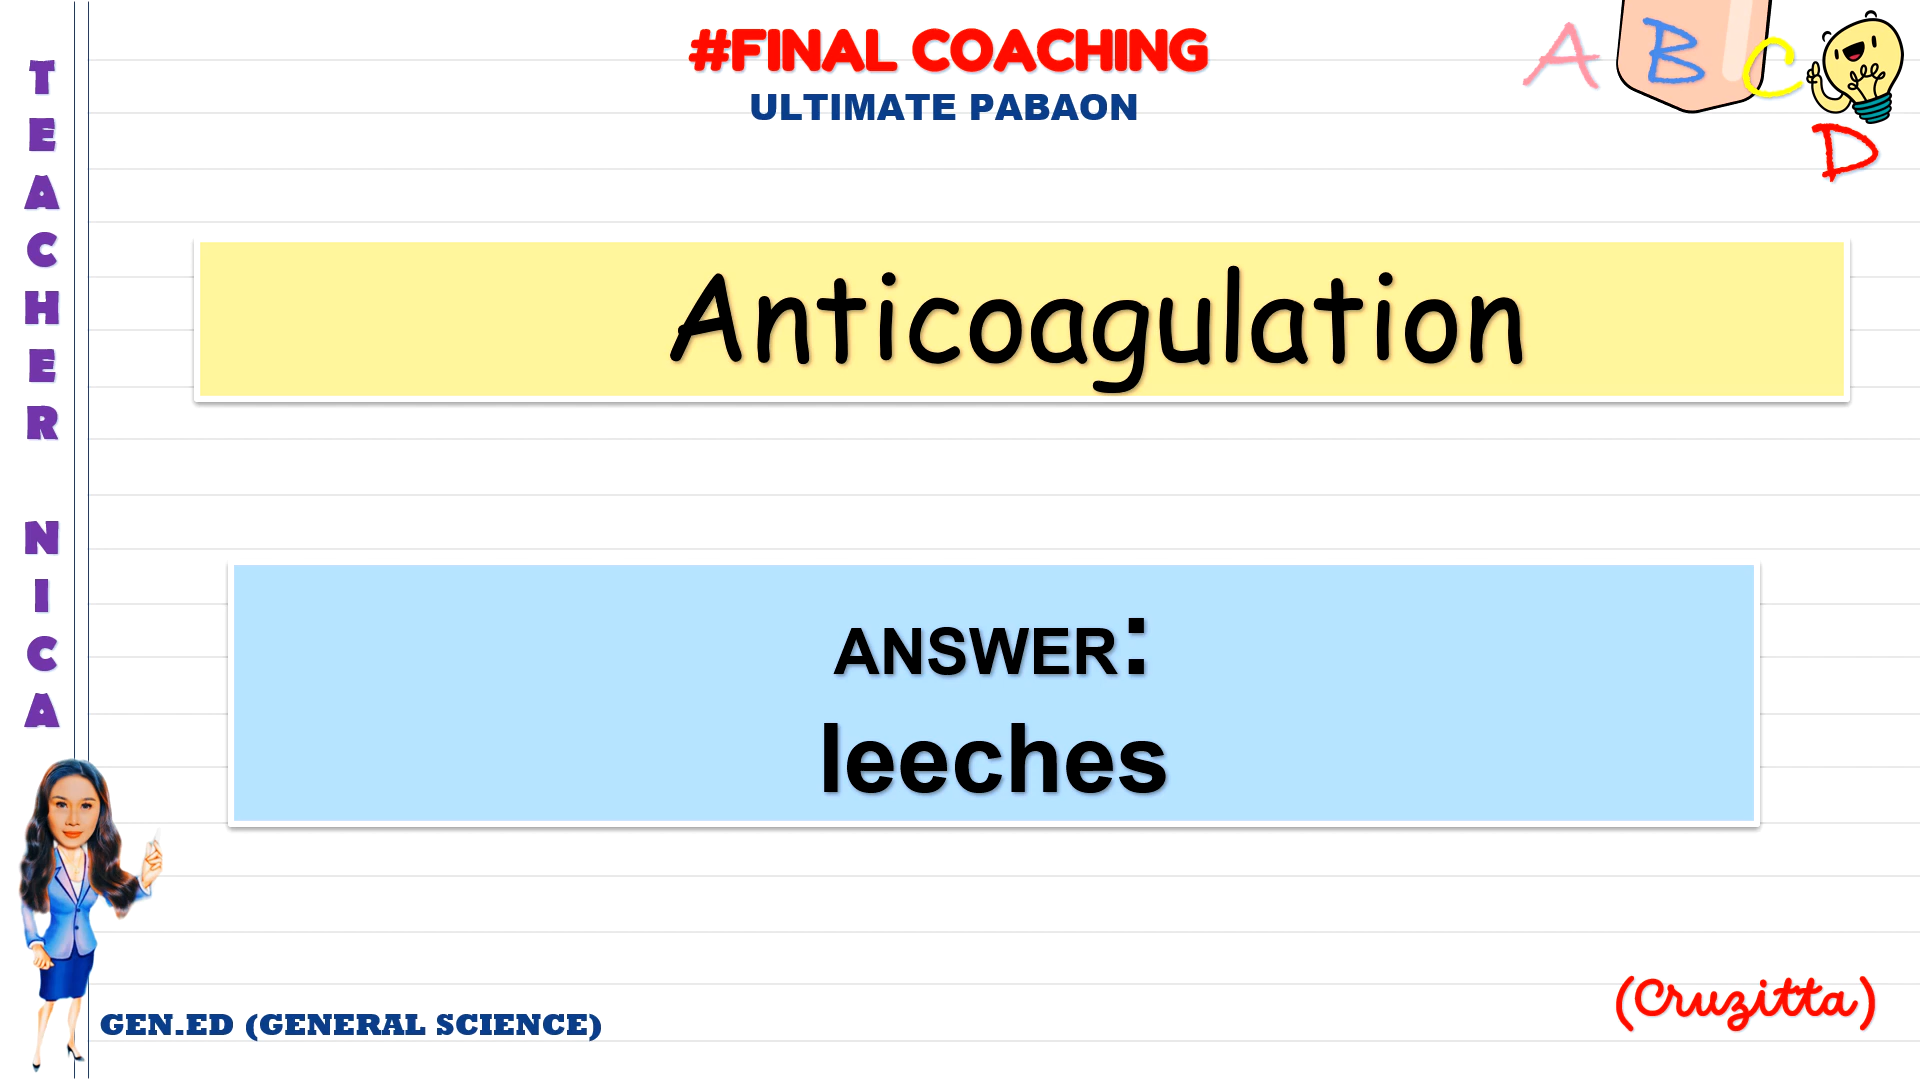 #FINAL COACHING
ULTIMATE PABAON
A B C
D
TEACHER NICA
Anticoagulation
ANSWER:
leeches
GEN.ED (GENERAL SCIENCE)
(Cruzitta)